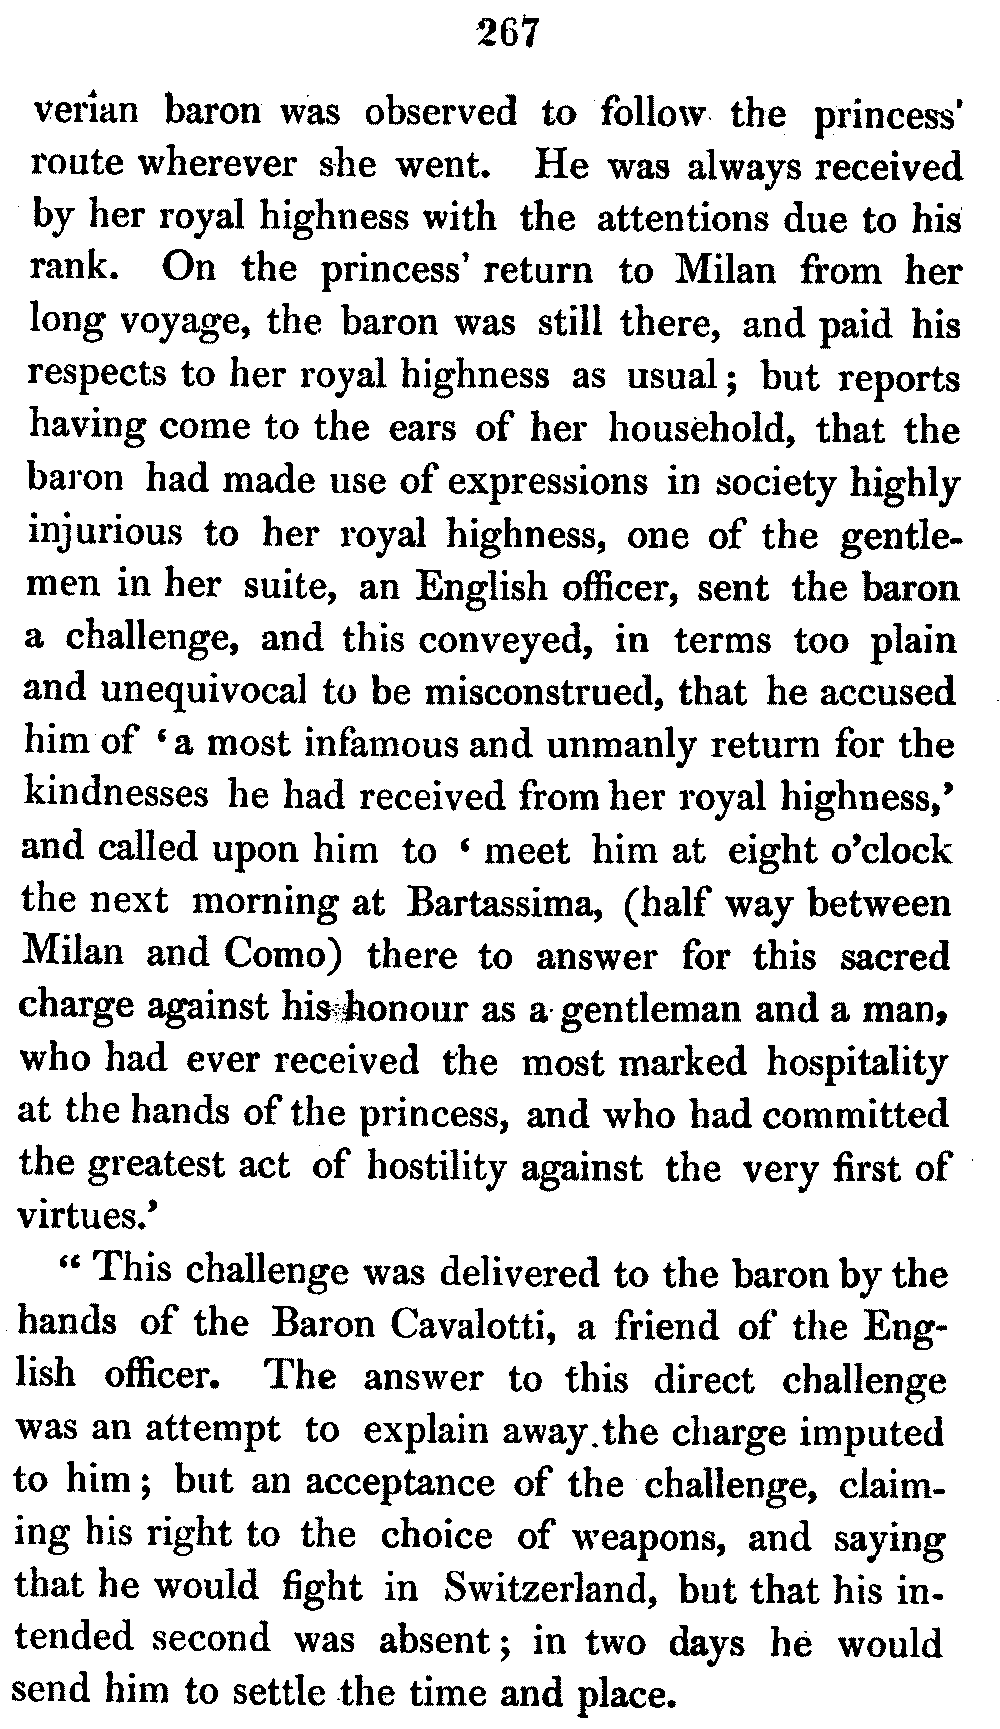 267
verian baron was observed to follow the princess'
route wherever she went. He was always received
by her royal highness with the attentions due to his
rank. On the princess' return to Milan from her
long voyage, the baron was still there, and paid his
respects to her royal highness as usual; but reports
having come to the ears of her household, that the
baron had made use of expressions in society highly
injurious to her royal highness, one of the gentle-
men in her suite, an English officer, sent the baron
a challenge, and this conveyed, in terms too plain
and unequivocal to be misconstrued, that he accused
him of ‘a most infamous and unmanly return for the
kindnesses he had received from her royal highness,’
and called upon him to ‘meet him at eight o’clock
the next morning at Bartassima, (half way between
Milan and Como) there to answer for this sacred
charge against his honour as a gentleman and a man,
who had ever received the most marked hospitality
at the hands of the princess, and who had committed
the greatest act of hostility against the very first of
virtues.’
“This challenge was delivered to the baron by the
hands of the Baron Cavalotti, a friend of the Eng-
lish officer. The answer to this direct challenge
was an attempt to explain away the charge imputed
to him; but an acceptance of the challenge, claim-
ing his right to the choice of weapons, and saying
that he would fight in Switzerland, but that his in-
tended second was absent; in two days he would
send him to settle the time and place.